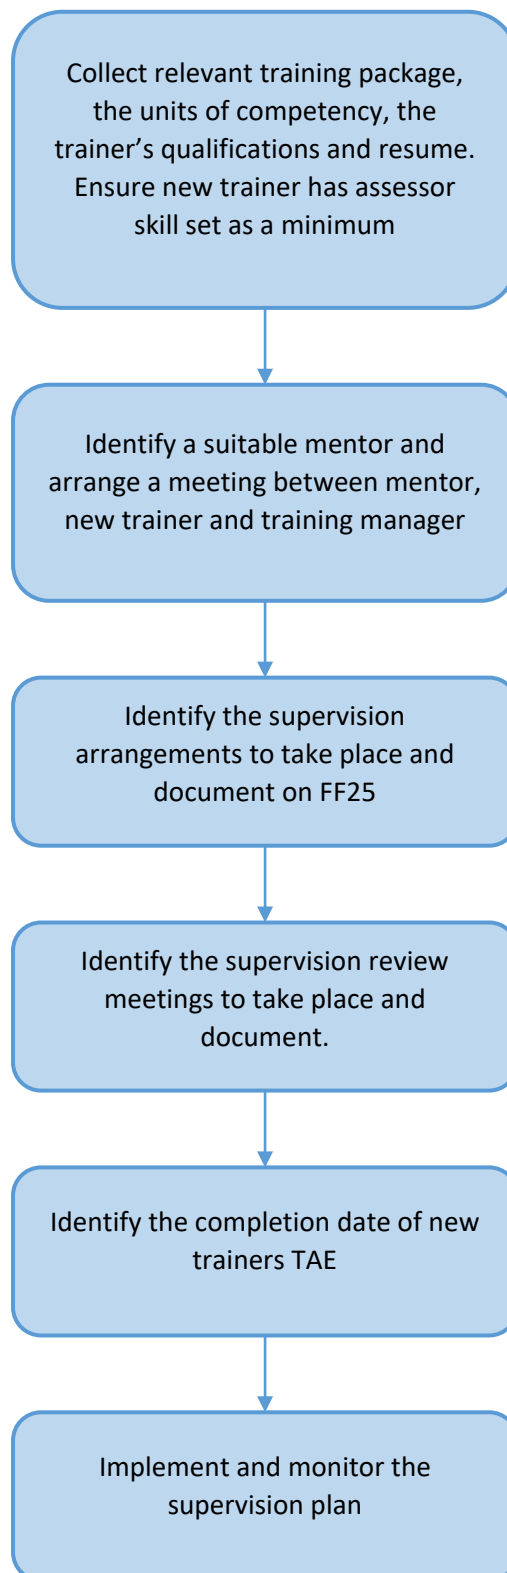 Collect relevant training package,
the units of competency, the
trainer’s qualifications and resume.
Ensure new trainer has assessor
skill set as a minimum
Identify a suitable mentor and
arrange a meeting between mentor,
new trainer and training manager
Identify the supervision
arrangements to take place and
document on FF25
Identify the supervision review
meetings to take place and
document.
Identify the completion date of new
trainers TAE
Implement and monitor the
supervision plan